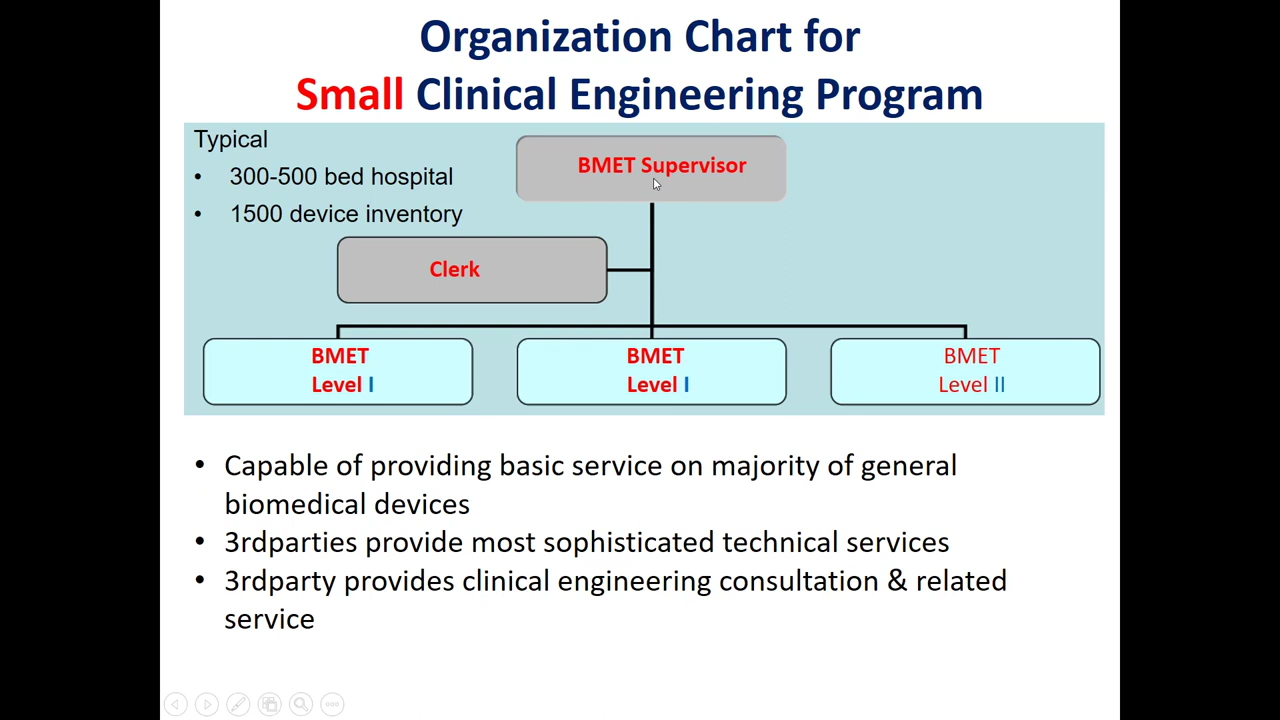 Organization Chart for
Small Clinical Engineering Program
Typical
• 300-500 bed hospital
• 1500 device inventory
BMET Supervisor
Clerk
BMET
Level I
BMET
Level I
BMET
Level II
• Capable of providing basic service on majority of general
biomedical devices
• 3rdparties provide most sophisticated technical services
• 3rdparty provides clinical engineering consultation & related
service